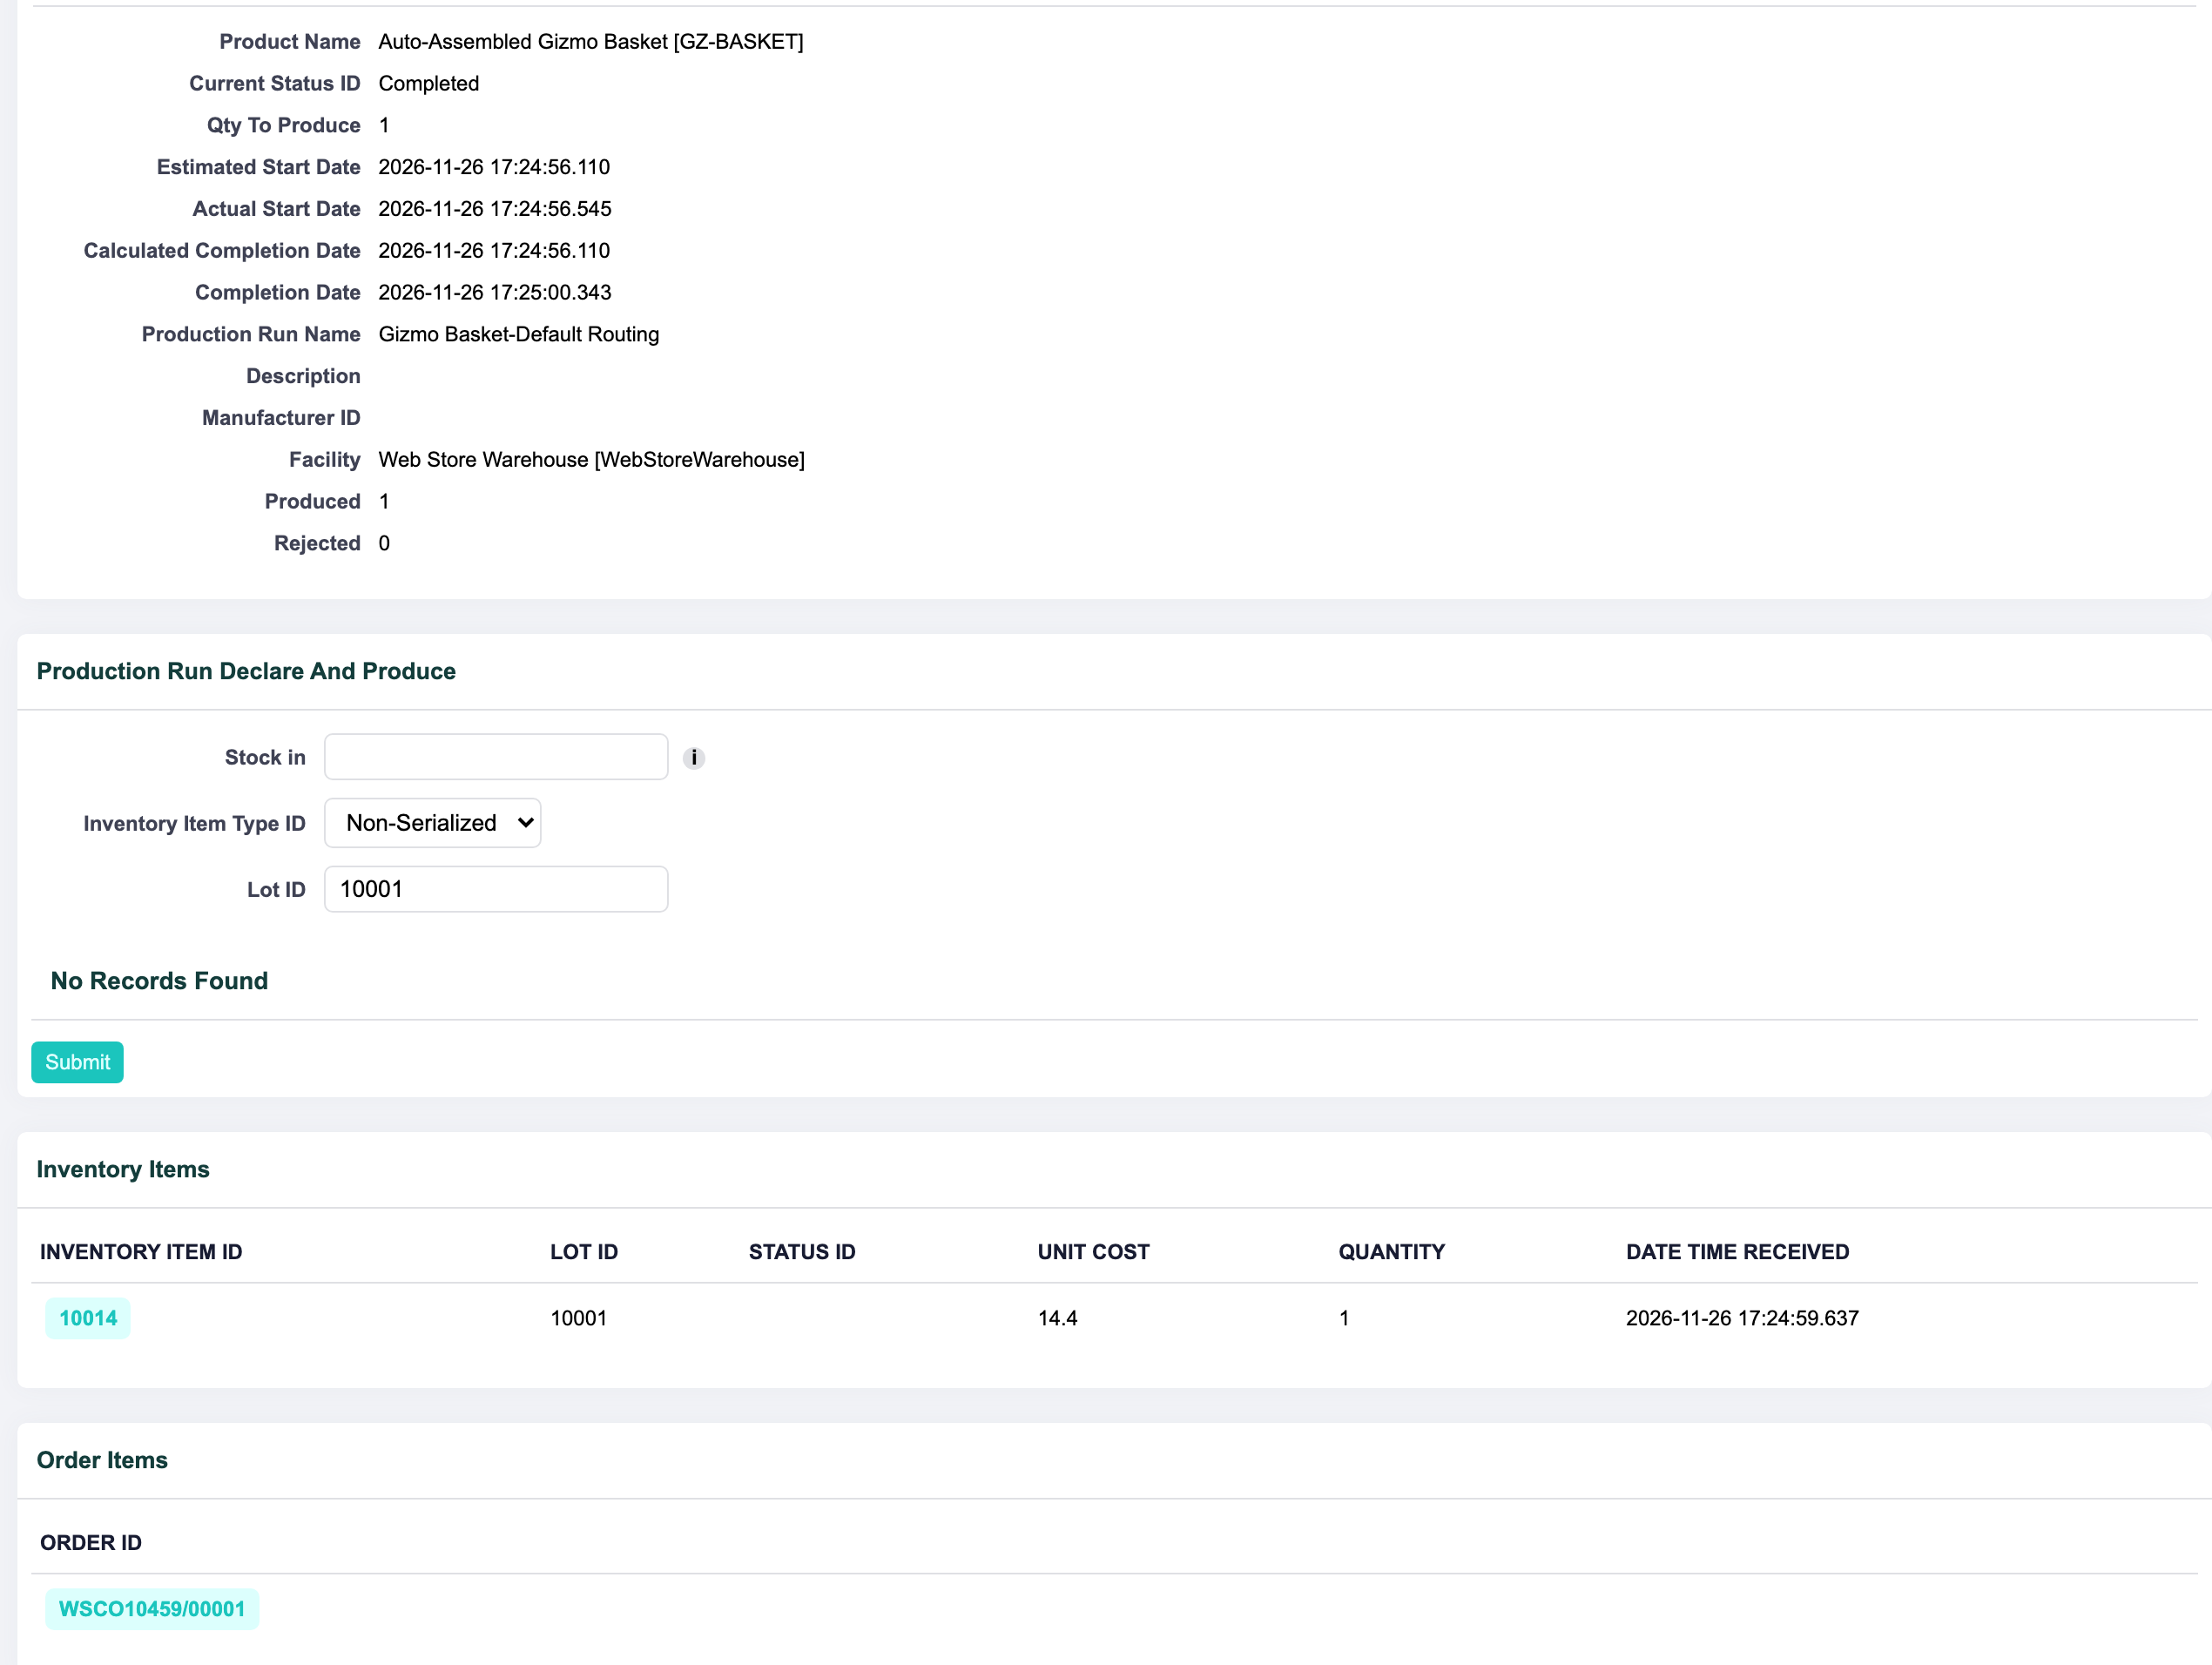 Product Name Auto-Assembled Gizmo Basket [GZ-BASKET]
Current Status ID Completed
Qty To Produce 1
Estimated Start Date 2026-11-26 17:24:56.110
Actual Start Date 2026-11-26 17:24:56.545
Calculated Completion Date 2026-11-26 17:24:56.110
Completion Date 2026-11-26 17:25:00.343
Production Run Name Gizmo Basket-Default Routing
Description
Manufacturer ID
Facility Web Store Warehouse [WebStoreWarehouse]
Produced 1
Rejected 0
Production Run Declare And Produce
Stock in i
Inventory Item Type ID Non-Serialized
Lot ID 10001
No Records Found
Submit
Inventory Items
INVENTORY ITEM ID LOT ID STATUS ID UNIT COST QUANTITY DATE TIME RECEIVED
10014 10001 14.4 1 2026-11-26 17:24:59.637
Order Items
ORDER ID
WSCO10459/00001